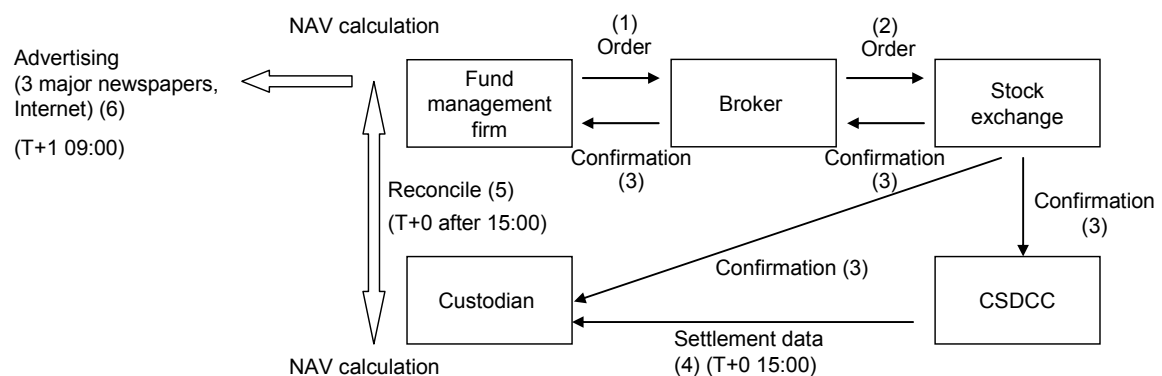 NAV calculation
(1)
Order
(2)
Order
Advertising
(3 major newspapers,
Internet) (6)
(T+1 09:00)
Fund
management
firm
Broker
Stock
exchange
Confirmation
(3)
Confirmation
(3)
Reconcile (5)
(T+0 after 15:00)
Confirmation
(3)
Confirmation (3)
Custodian
CSDCC
Settlement data
(4) (T+0 15:00)
NAV calculation